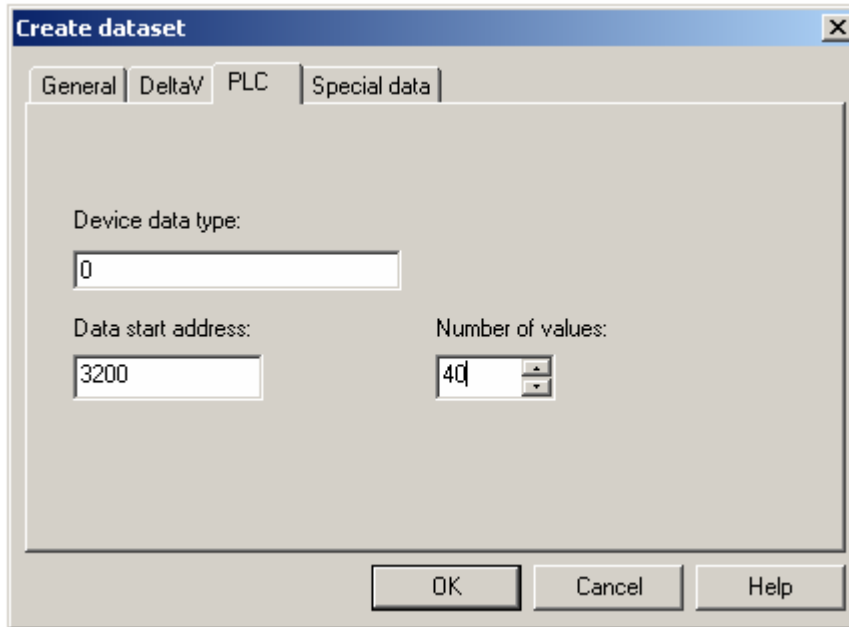 Create dataset
General DeltaV PLC Special data
Device data type:
0
Data start address: Number of values:
3200 40
OK Cancel Help